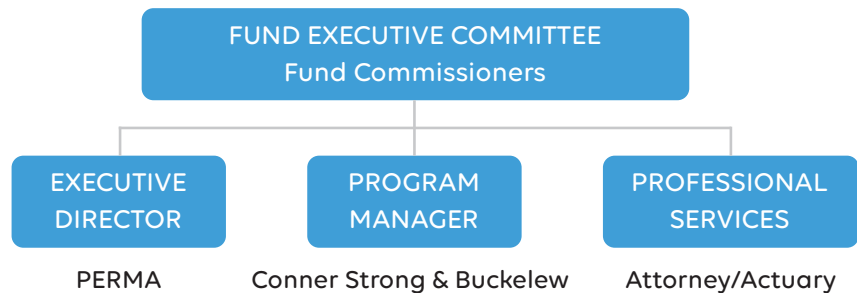 FUND EXECUTIVE COMMITTEE
Fund Commissioners
EXECUTIVE
DIRECTOR
PERMA
PROGRAM
MANAGER
Conner Strong & Buckelew
PROFESSIONAL
SERVICES
Attorney/Actuary